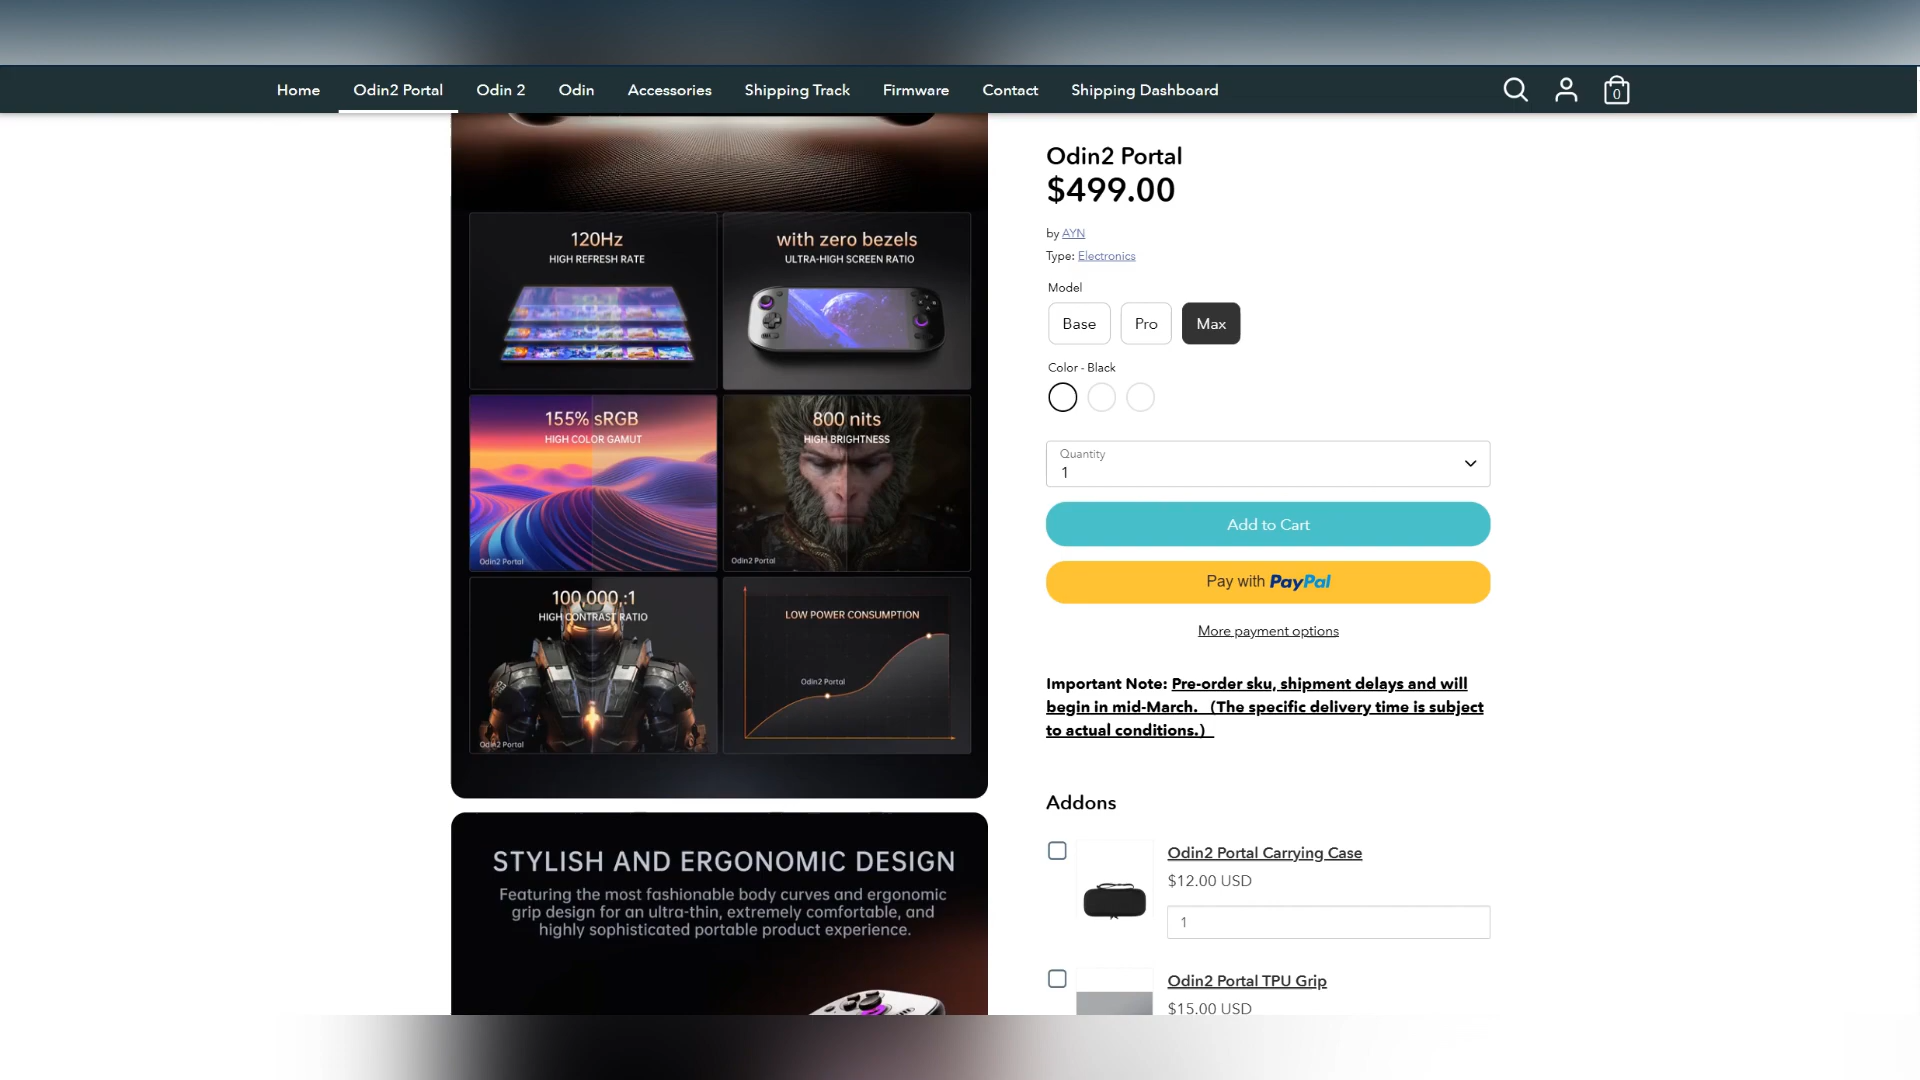 Home Odin2 Portal Odin 2 Odin Accessories Shipping Track Firmware Contact Shipping Dashboard
0
120Hz
HIGH REFRESH RATE
with zero bezels
ULTRA-HIGH SCREEN RATIO
155% sRGB
HIGH COLOR GAMUT
Odin2 Portal
800 nits
HIGH BRIGHTNESS
Odin2 Portal
100,000,:1
HIGH CONTRAST RATIO
Odin2 Portal
LOW POWER CONSUMPTION
Odin2 Portal
STYLISH AND ERGONOMIC DESIGN
Featuring the most fashionable body curves and ergonomic
grip design for an ultra-thin, extremely comfortable, and
highly sophisticated portable product experience.
Odin2 Portal
$499.00
by AYN
Type: Electronics
Model
Base Pro Max
Color - Black
Quantity
1
Add to Cart
Pay with PayPal
More payment options
Important Note: Pre-order sku, shipment delays and will
begin in mid-March. （The specific delivery time is subject
to actual conditions.）
Addons
Odin2 Portal Carrying Case
$12.00 USD
1
Odin2 Portal TPU Grip
$15.00 USD